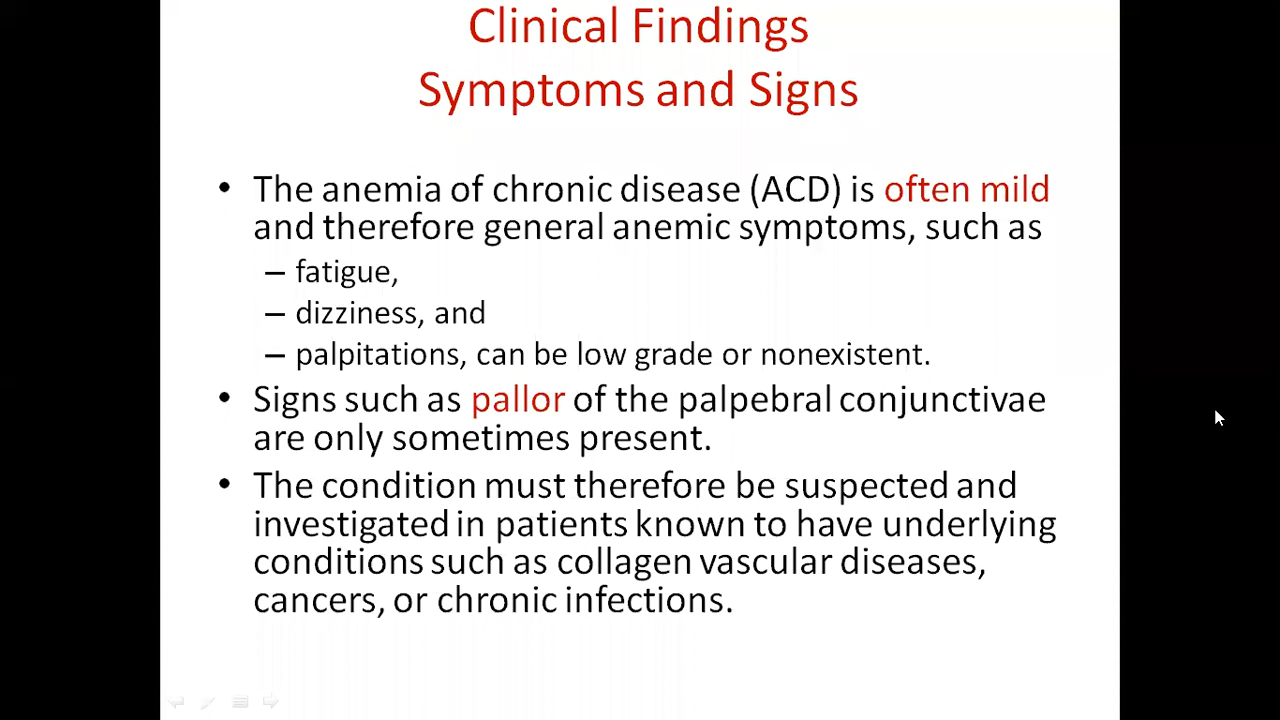 Clinical Findings
Symptoms and Signs
• The anemia of chronic disease (ACD) is often mild
and therefore general anemic symptoms, such as
– fatigue,
– dizziness, and
– palpitations, can be low grade or nonexistent.
• Signs such as pallor of the palpebral conjunctivae
are only sometimes present.
• The condition must therefore be suspected and
investigated in patients known to have underlying
conditions such as collagen vascular diseases,
cancers, or chronic infections.